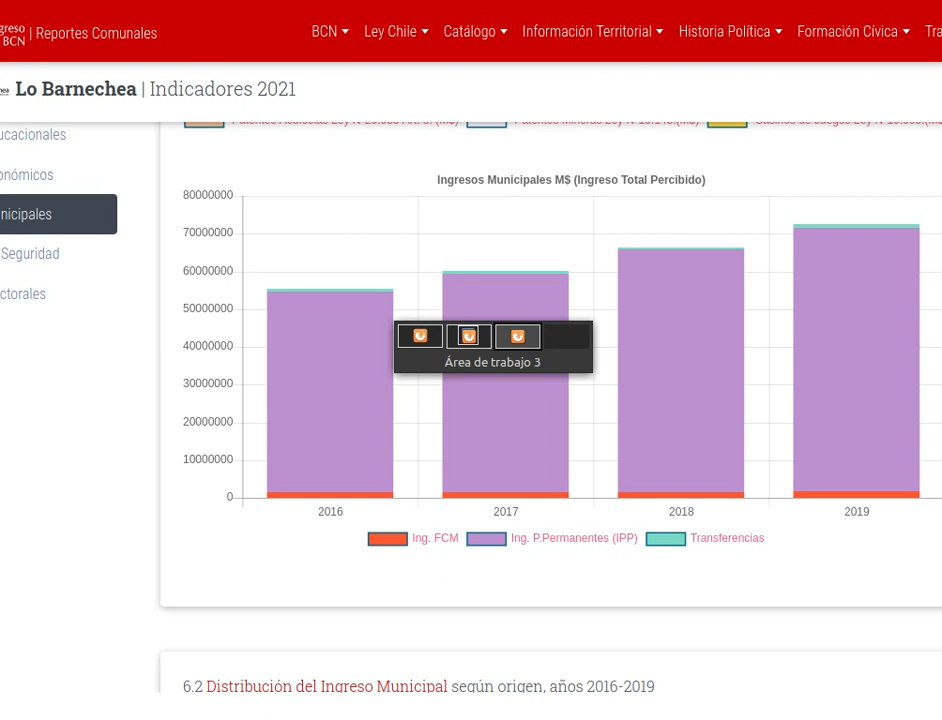 BCN | Reportes Comunales
BCN Ley Chile Catálogo Información Territorial Historia Política Formación Cívica
Lo Barnechea | Indicadores 2021
ucacionales
onómicos
nicipales
Seguridad
ctorales
Ingresos Municipales M$ (Ingreso Total Percibido)
80000000
70000000
60000000
50000000
40000000
30000000
20000000
10000000
0
Área de trabajo 3
2016 2017 2018 2019
Ing. FCM Ing. P.Permanentes (IPP) Transferencias
6.2 Distribución del Ingreso Municipal según origen, años 2016-2019